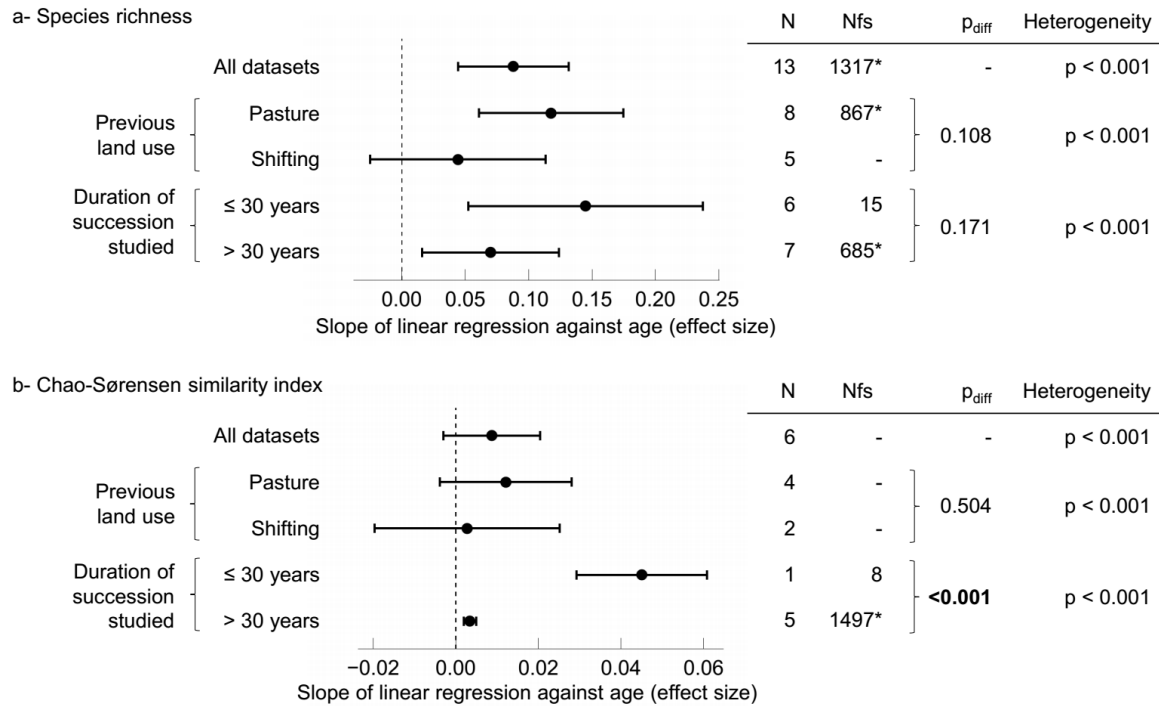 a- Species richness
N Nfs pdiff Heterogeneity
All datasets 13 1317* - p < 0.001
Previous land use
Pasture 8 867*
0.108 p < 0.001
Shifting 5 -
Duration of succession studied
≤ 30 years 6 15
0.171 p < 0.001
> 30 years 7 685*
0.00 0.05 0.10 0.15 0.20 0.25
Slope of linear regression against age (effect size)
b- Chao-Sørensen similarity index
N Nfs pdiff Heterogeneity
All datasets 6 - - p < 0.001
Previous land use
Pasture 4 -
0.504 p < 0.001
Shifting 2 -
Duration of succession studied
≤ 30 years 1 8
<0.001 p < 0.001
> 30 years 5 1497*
−0.02 0.00 0.02 0.04 0.06
Slope of linear regression against age (effect size)